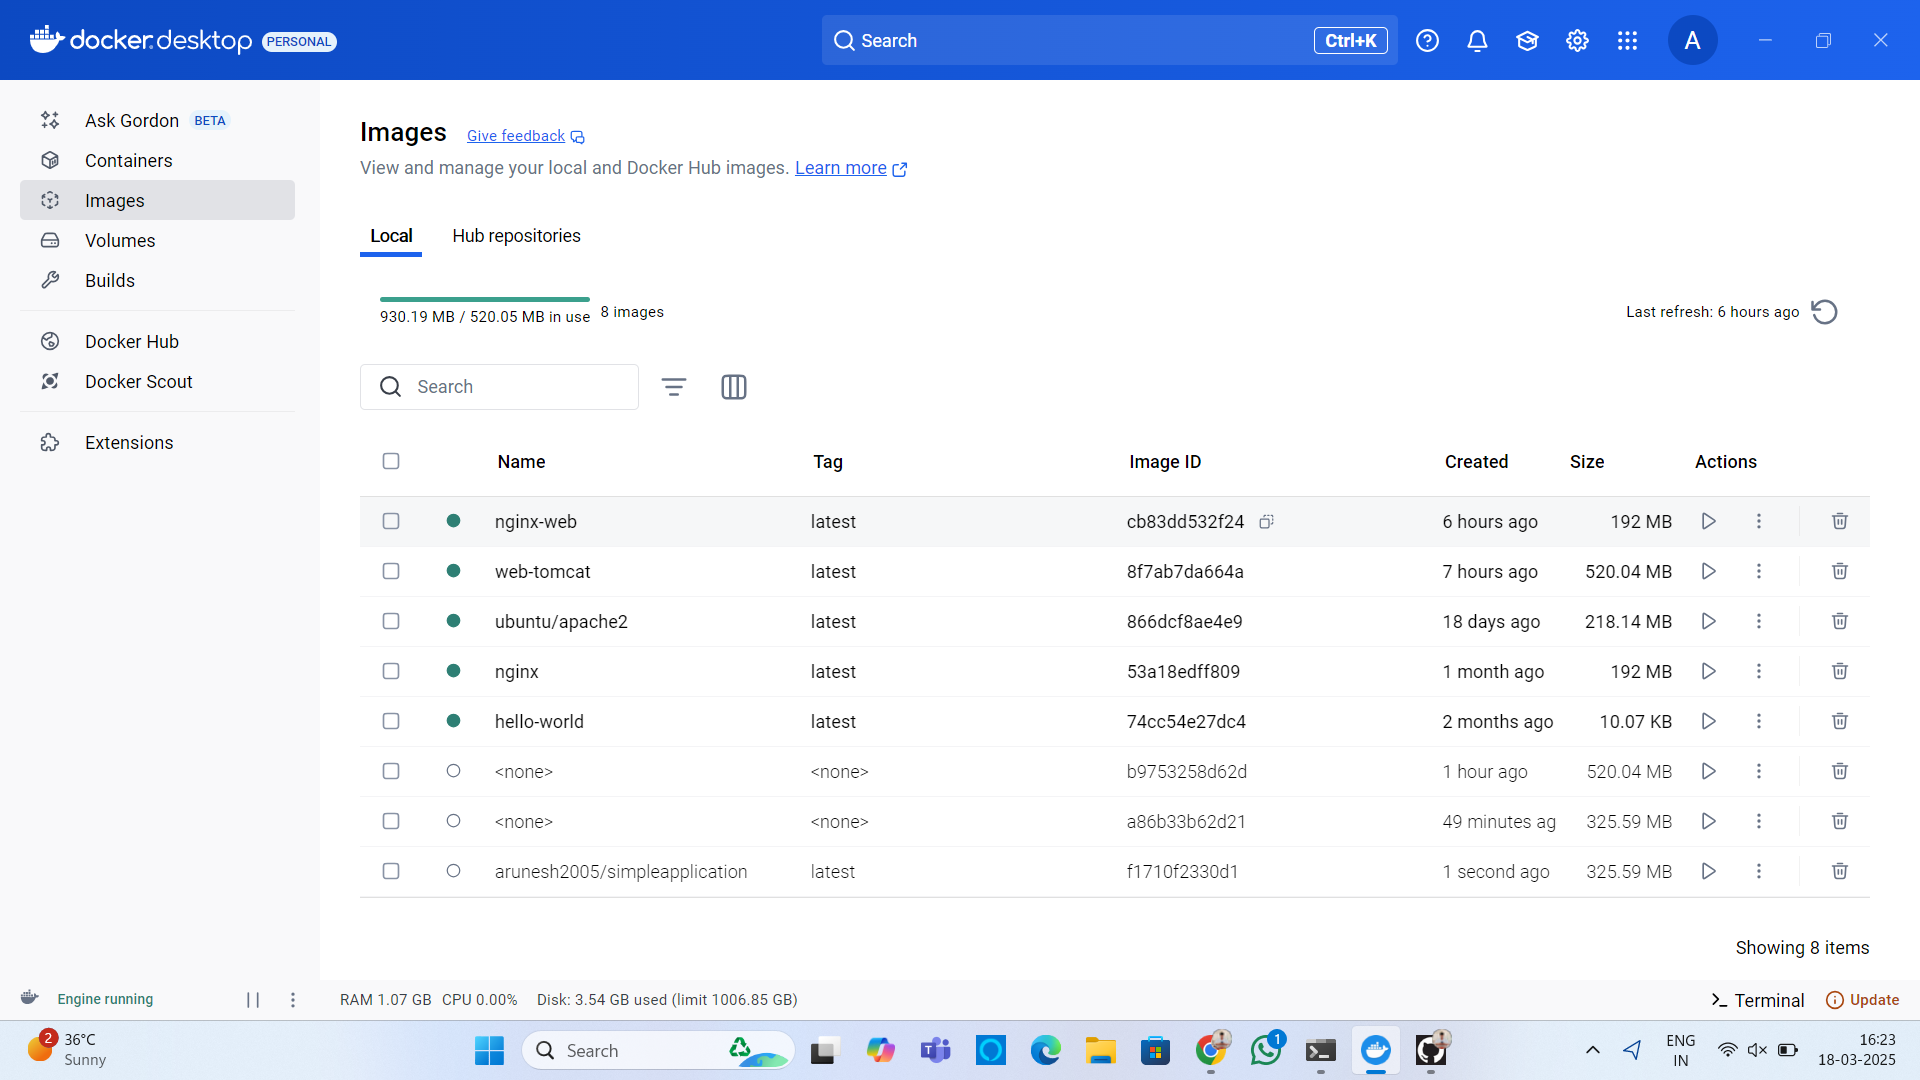 docker.desktop PERSONAL
Search Ctrl+K
A
Ask Gordon BETA
Containers
Images
Volumes
Builds
Docker Hub
Docker Scout
Extensions
Images Give feedback
View and manage your local and Docker Hub images. Learn more
Local Hub repositories
930.19 MB / 520.05 MB in use 8 images
Last refresh: 6 hours ago
Search
Name Tag Image ID Created Size Actions
nginx-web latest cb83dd532f24 6 hours ago 192 MB
web-tomcat latest 8f7ab7da664a 7 hours ago 520.04 MB
ubuntu/apache2 latest 866dcf8ae4e9 18 days ago 218.14 MB
nginx latest 53a18edff809 1 month ago 192 MB
hello-world latest 74cc54e27dc4 2 months ago 10.07 KB
<none> <none> b9753258d62d 1 hour ago 520.04 MB
<none> <none> a86b33b62d21 49 minutes ag 325.59 MB
arunesh2005/simpleapplication latest f1710f2330d1 1 second ago 325.59 MB
Showing 8 items
Engine running
RAM 1.07 GB CPU 0.00% Disk: 3.54 GB used (limit 1006.85 GB)
Terminal Update
2
36°C
Sunny
Search
1
ENG
IN
16:23
18-03-2025